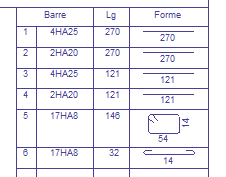 Barre Lg Forme
1 4HA25 270 270
2 2HA20 270 270
3 4HA25 121 121
4 2HA20 121 121
5 17HA8 146 14
54
6 17HA8 32 14